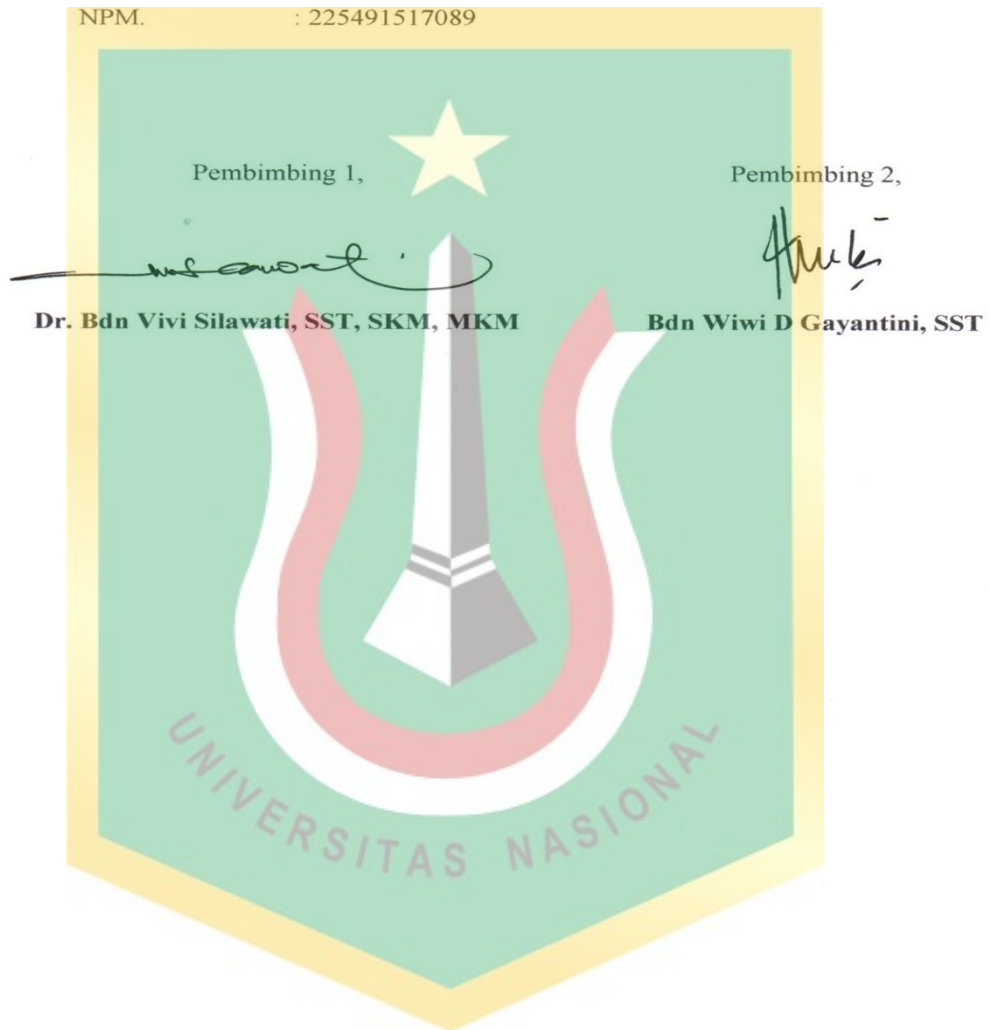 NPM. : 225491517089
Pembimbing 1, Pembimbing 2,
Dr. Bdn Vivi Silawati, SST, SKM, MKM Bdn Wiwi D Gayantini, SST
UNIVERSITAS NASIONAL